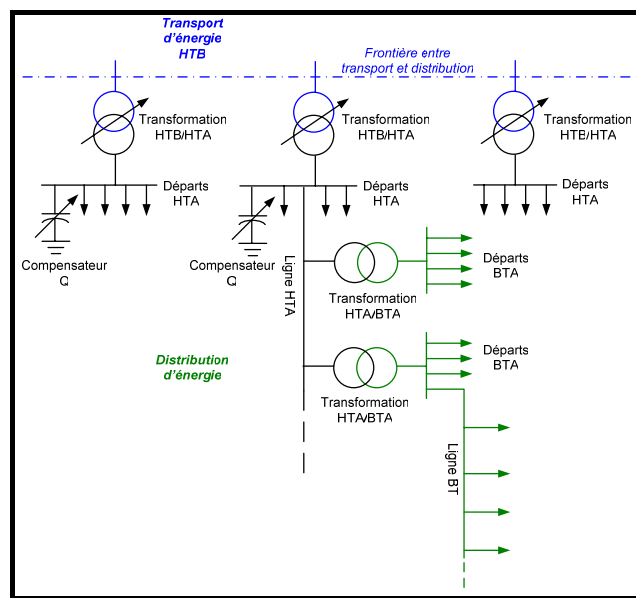 Transport
d'énergie
HTB
Frontière entre
transport et distribution
Transformation
HTB/HTA
Transformation
HTB/HTA
Transformation
HTB/HTA
Départs
HTA
Départs
HTA
Départs
HTA
Compensateur
Q
Compensateur
Q
Ligne HTA
Transformation
HTA/BTA
Départs
BTA
Distribution
d'énergie
Transformation
HTA/BTA
Départs
BTA
Ligne BT